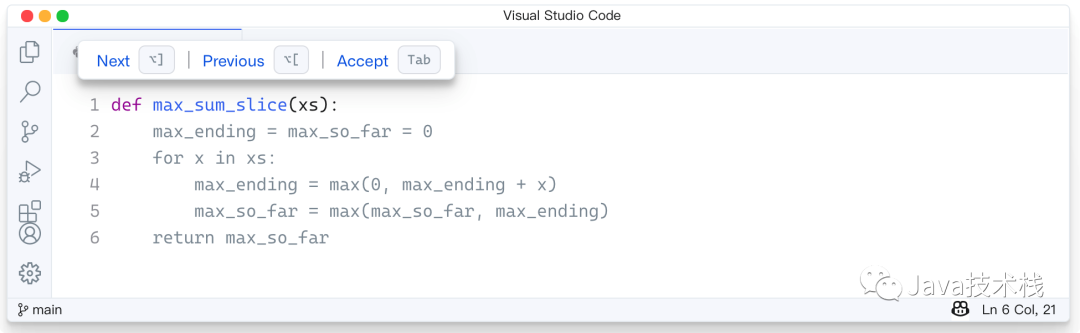 Visual Studio Code
Next ⌥] | Previous ⌥[ | Accept Tab
1 def max_sum_slice(xs):
2     max_ending = max_so_far = 0
3     for x in xs:
4         max_ending = max(0, max_ending + x)
5         max_so_far = max(max_so_far, max_ending)
6     return max_so_far
Java技术栈
main Ln 6 Col, 21